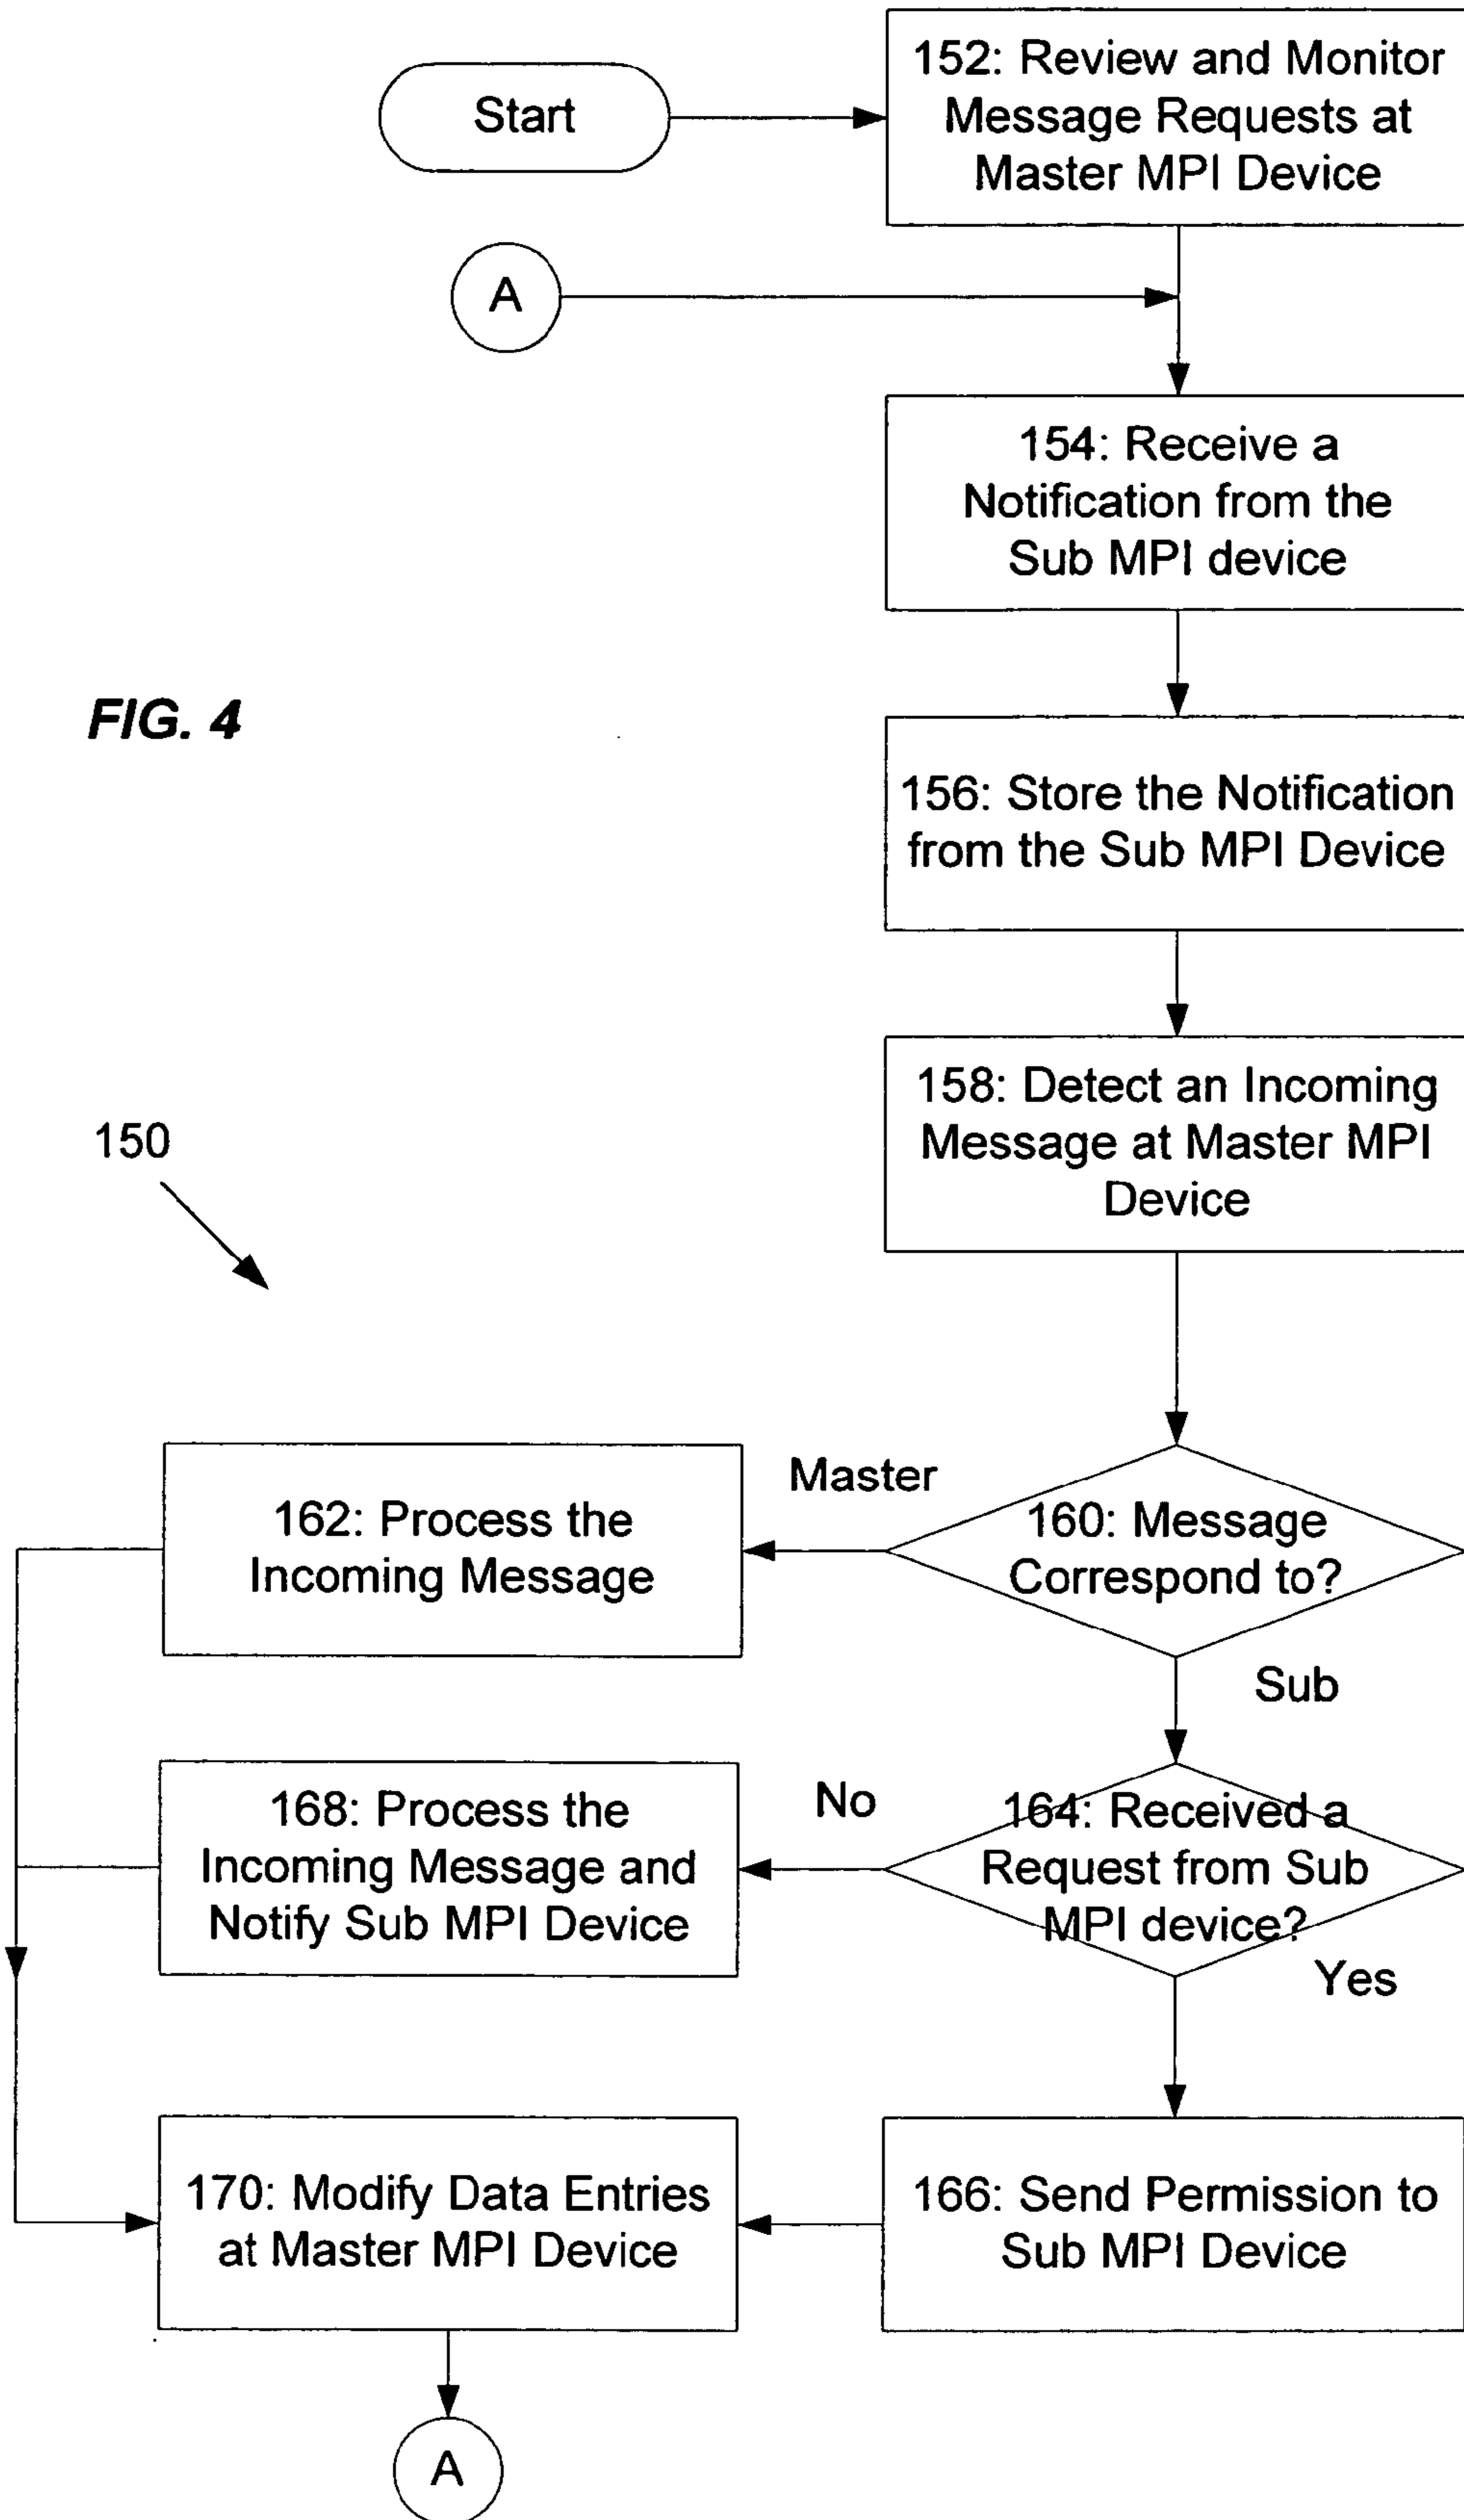 Start
152: Review and Monitor
Message Requests at
Master MPI Device
A
154: Receive a
Notification from the
Sub MPI device
FIG. 4
156: Store the Notification
from the Sub MPI Device
158: Detect an Incoming
Message at Master MPI
Device
150
Master
160: Message
Correspond to?
162: Process the
Incoming Message
Sub
164: Received a
Request from Sub
MPI device?
No
168: Process the
Incoming Message and
Notify Sub MPI Device
Yes
170: Modify Data Entries
at Master MPI Device
166: Send Permission to
Sub MPI Device
A